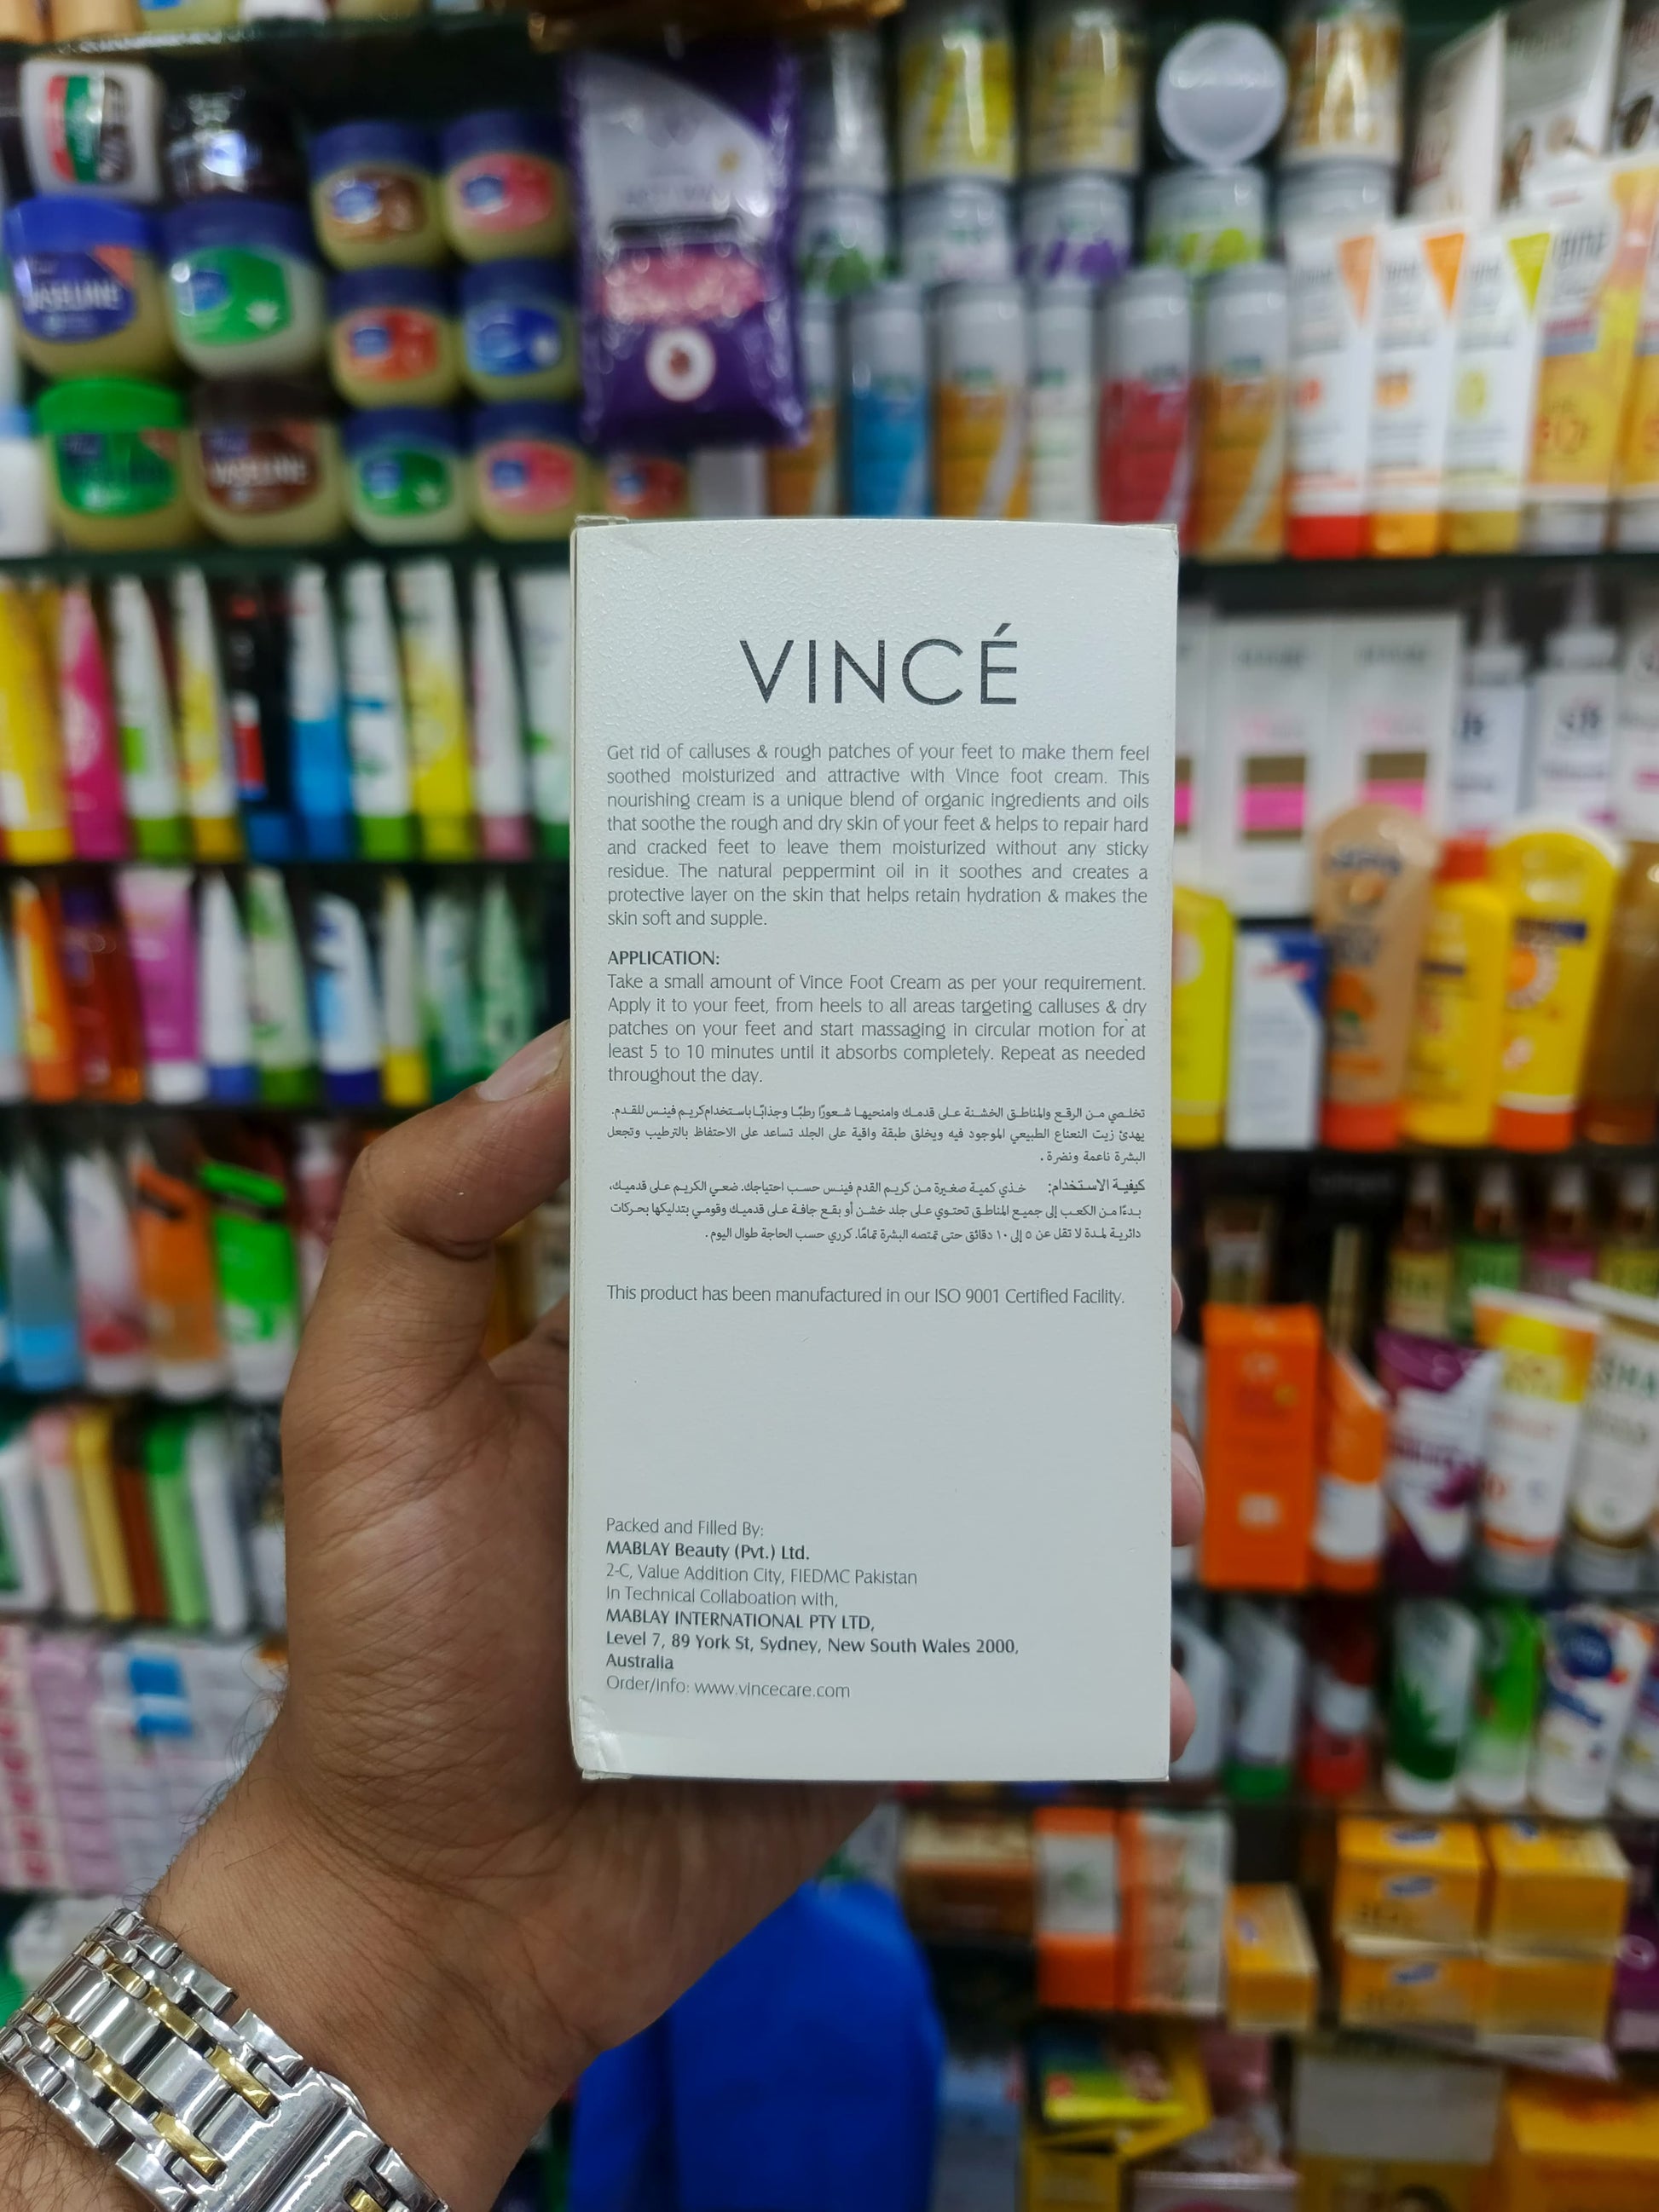 VINCÉ
Get rid of calluses & rough patches of your feet to make them feel
soothed moisturized and attractive with Vince foot cream. This
nourishing cream is a unique blend of organic ingredients and oils
that soothe the rough and dry skin of your feet & helps to repair hard
and cracked feet to leave them moisturized without any sticky
residue. The natural peppermint oil in it soothes and creates a
protective layer on the skin that helps retain hydration & makes the
skin soft and supple.
APPLICATION:
Take a small amount of Vince Foot Cream as per your requirement.
Apply it to your feet, from heels to all areas targeting calluses & dry
patches on your feet and start massaging in circular motion for at
least 5 to 10 minutes until it absorbs completely. Repeat as needed
throughout the day.
تخلصي من الرقع والمناطق الخشنة على قدمك وامنحيها شعورًا رطبًا وجذابًا باستخدام كريم فينس للقدم.
يهدئ زيت النعناع الطبيعي الموجود فيه ويخلق طبقة واقية على الجلد تساعد على الاحتفاظ بالترطيب وتجعل
البشرة ناعمة ونضرة .
كيفية الاستخدام: خذي كمية صغيرة من كريم القدم فينس حسب احتياجك. ضعي الكريم على قدميك،
بدءًا من الكعب إلى جميع المناطق تحتوي على جلد خشن أو بقع جافة على قدميك وقومي بتدليكها بحركات
دائرية لمدة لا تقل عن ٥ إلى ١٠ دقائق حتى تمتصه البشرة تمامًا. كرري حسب الحاجة طوال اليوم .
This product has been manufactured in our ISO 9001 Certified Facility.
Packed and Filled By:
MABLAY Beauty (Pvt.) Ltd.
2-C, Value Addition City, FIEDMC Pakistan
In Technical Collaboation with,
MABLAY INTERNATIONAL PTY LTD,
Level 7, 89 York St, Sydney, New South Wales 2000,
Australia
Order/info: www.vincecare.com